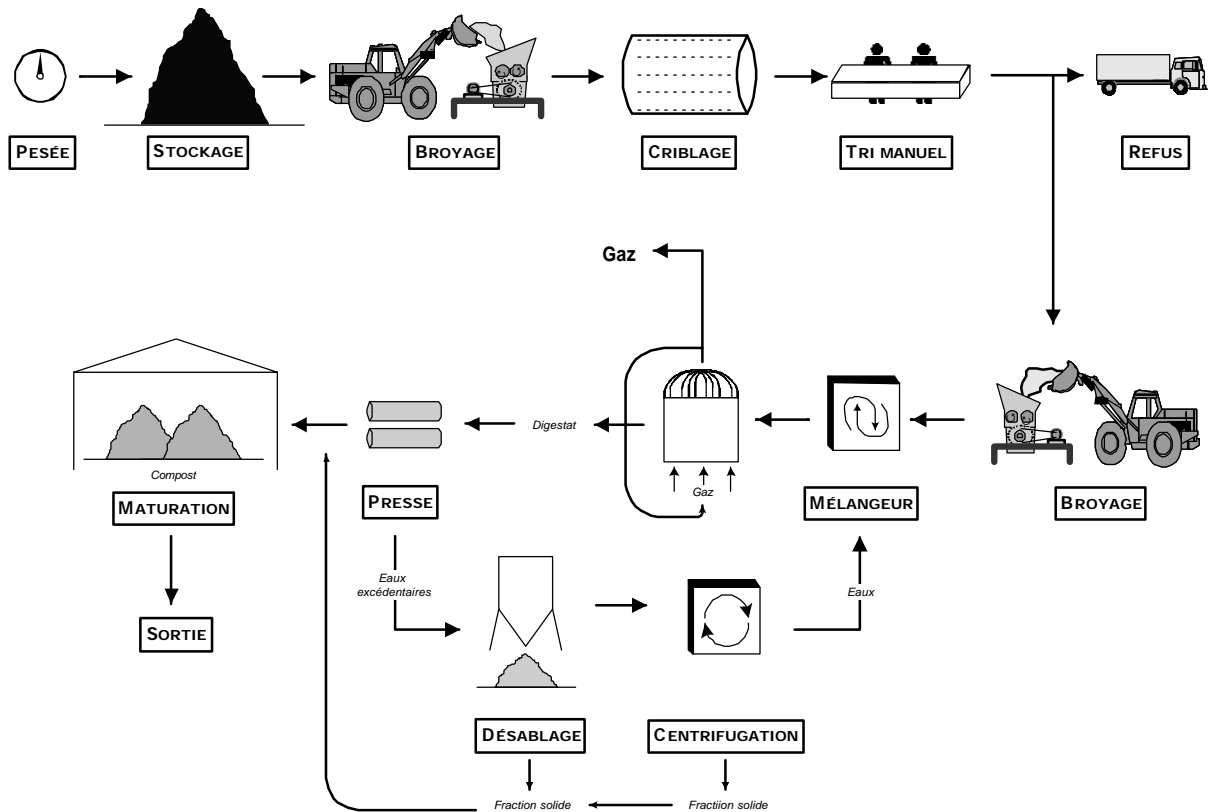 PESÉE
STOCKAGE
BROYAGE
CRIBLAGE
TRI MANUEL
REFUS
Gaz
Digestat
Gaz
Compost
MATURATION
PRESSE
MÉLANGEUR
BROYAGE
Eaux
excédentaires
Eaux
SORTIE
DÉSABLAGE
CENTRIFUGATION
Fraction solide
Fractiion solide